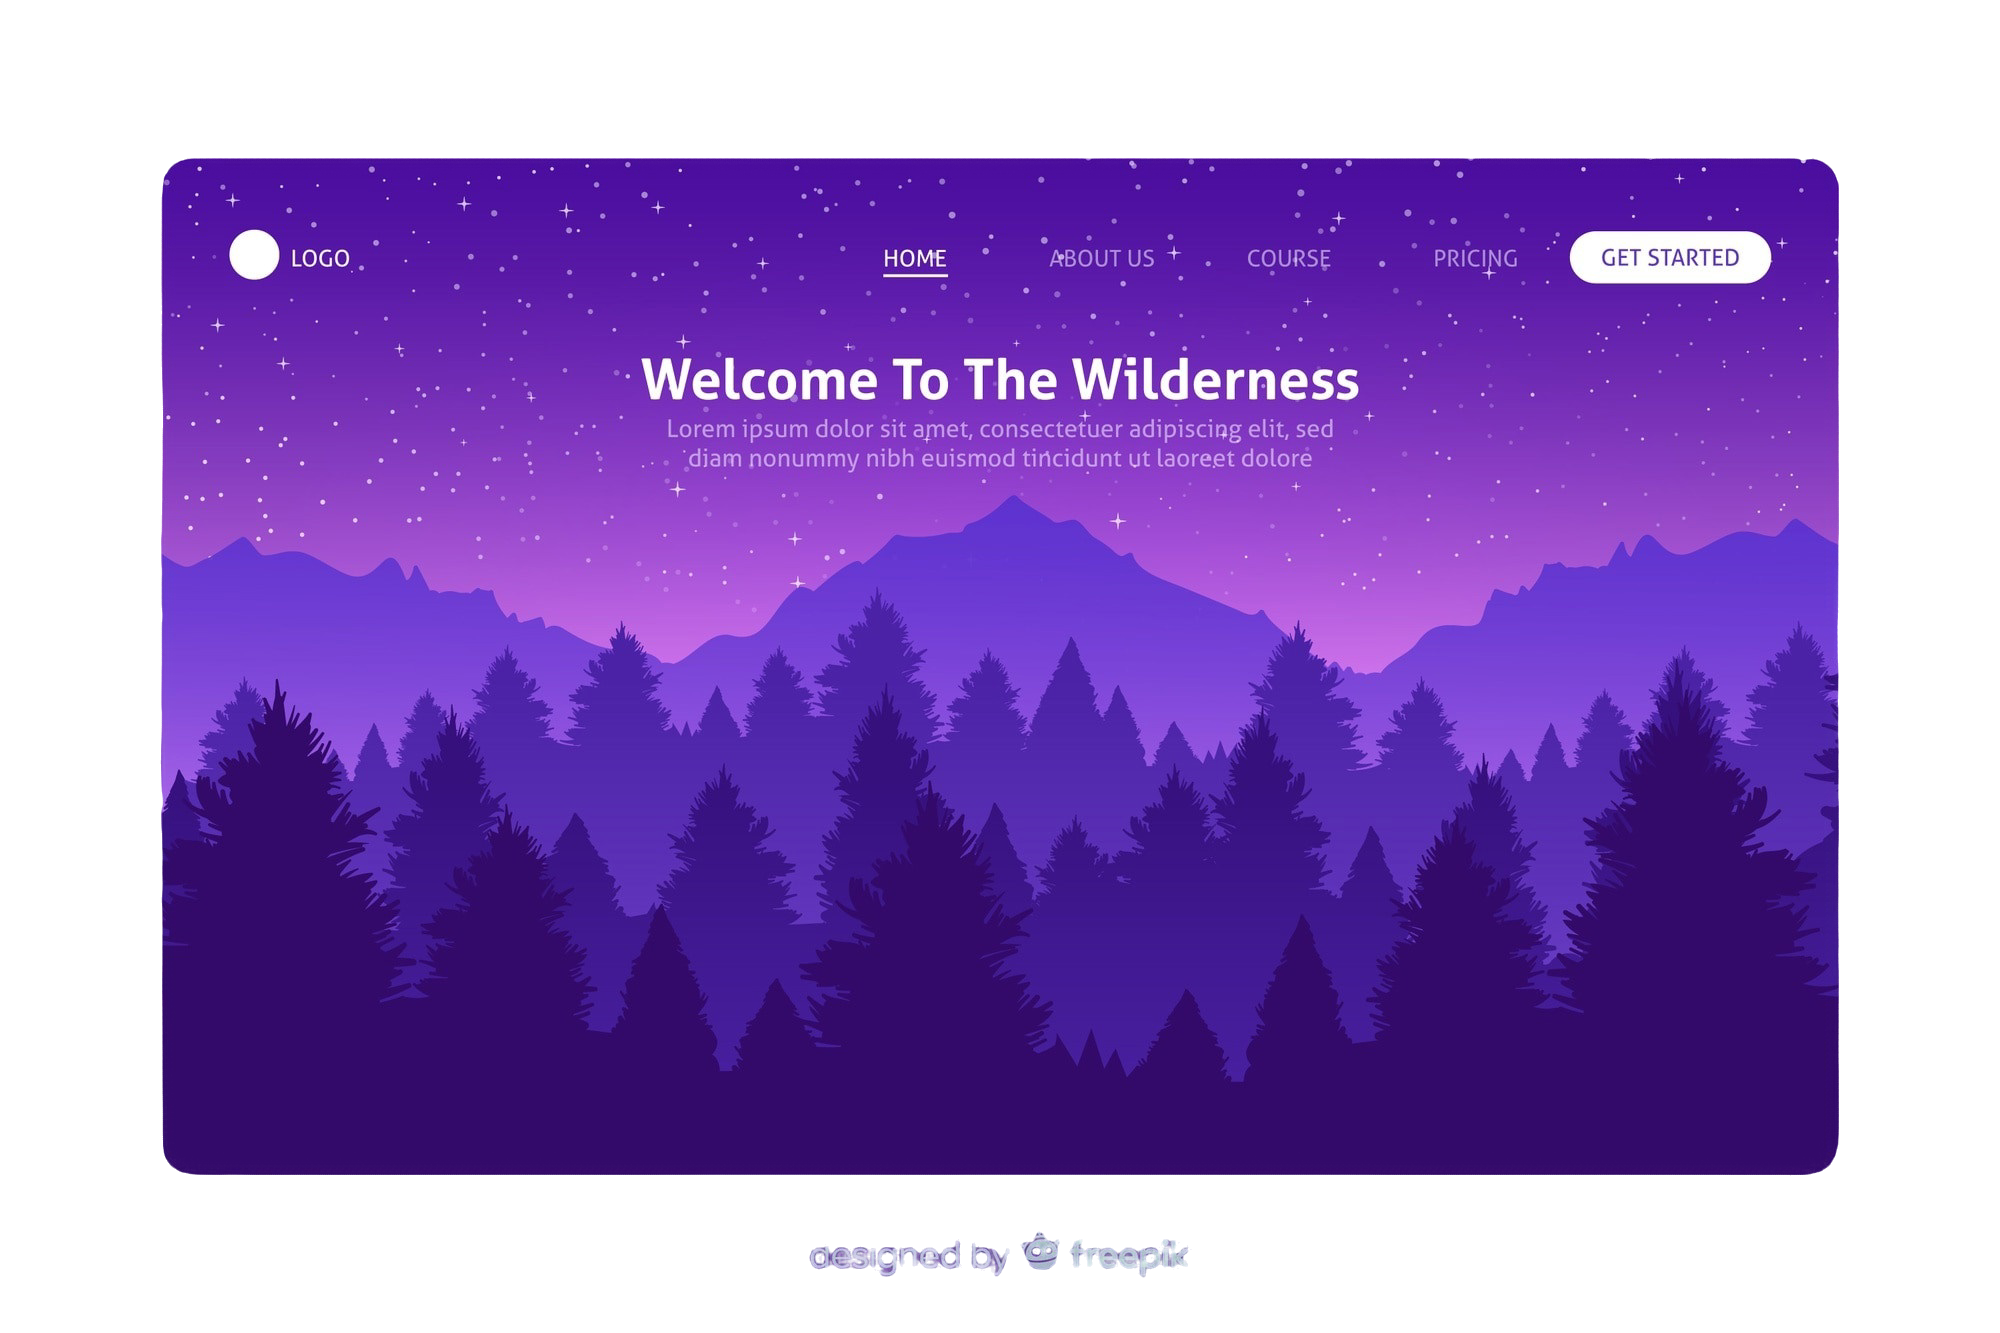 LOGO
HOME
ABOUT US
COURSE
PRICING
GET STARTED
Welcome To The Wilderness
Lorem ipsum dolor sit amet, consectetuer adipiscing elit, sed
diam nonummy nibh euismod tincidunt ut laoreet dolore
designed by freepik